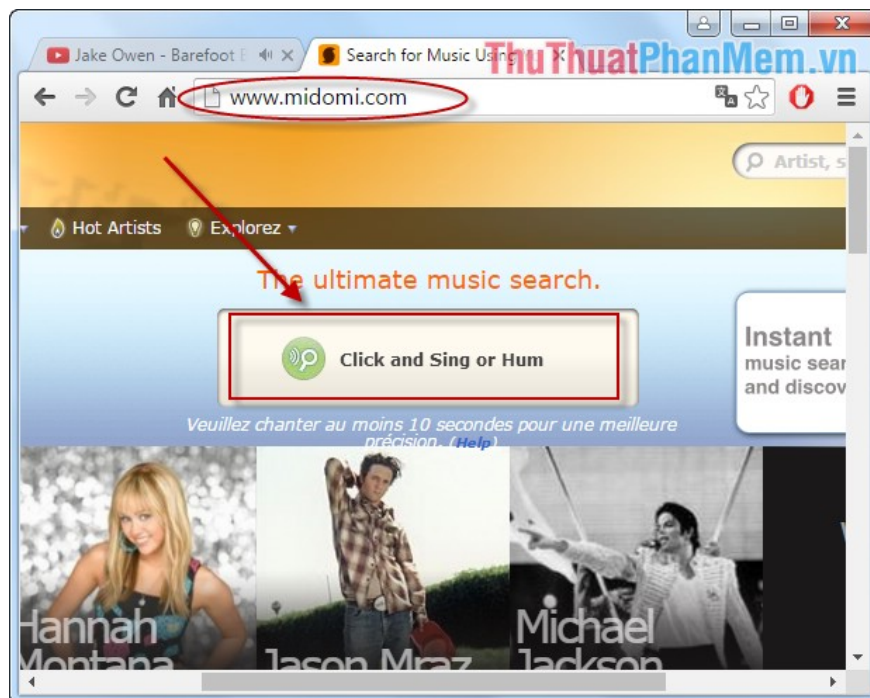 Jake Owen - Barefoot B
Search for Music Using
ThuThuatPhanMem.vn
www.midomi.com
Artist, s
Hot Artists
Explorez
The ultimate music search.
Click and Sing or Hum
Instant
music sear
and discov
Veuillez chanter au moins 10 secondes pour une meilleure
précision. (Help)
Hannah
Montana
Jason Mraz
Michael
Jackson